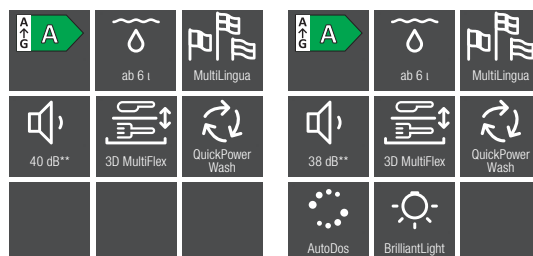 A
↑
G
A
ab 6 l
MultiLingua
40 dB**
3D MultiFlex
QuickPower
Wash
A
↑
G
A
ab 6 l
MultiLingua
38 dB**
3D MultiFlex
QuickPower
Wash
AutoDos
BrilliantLight